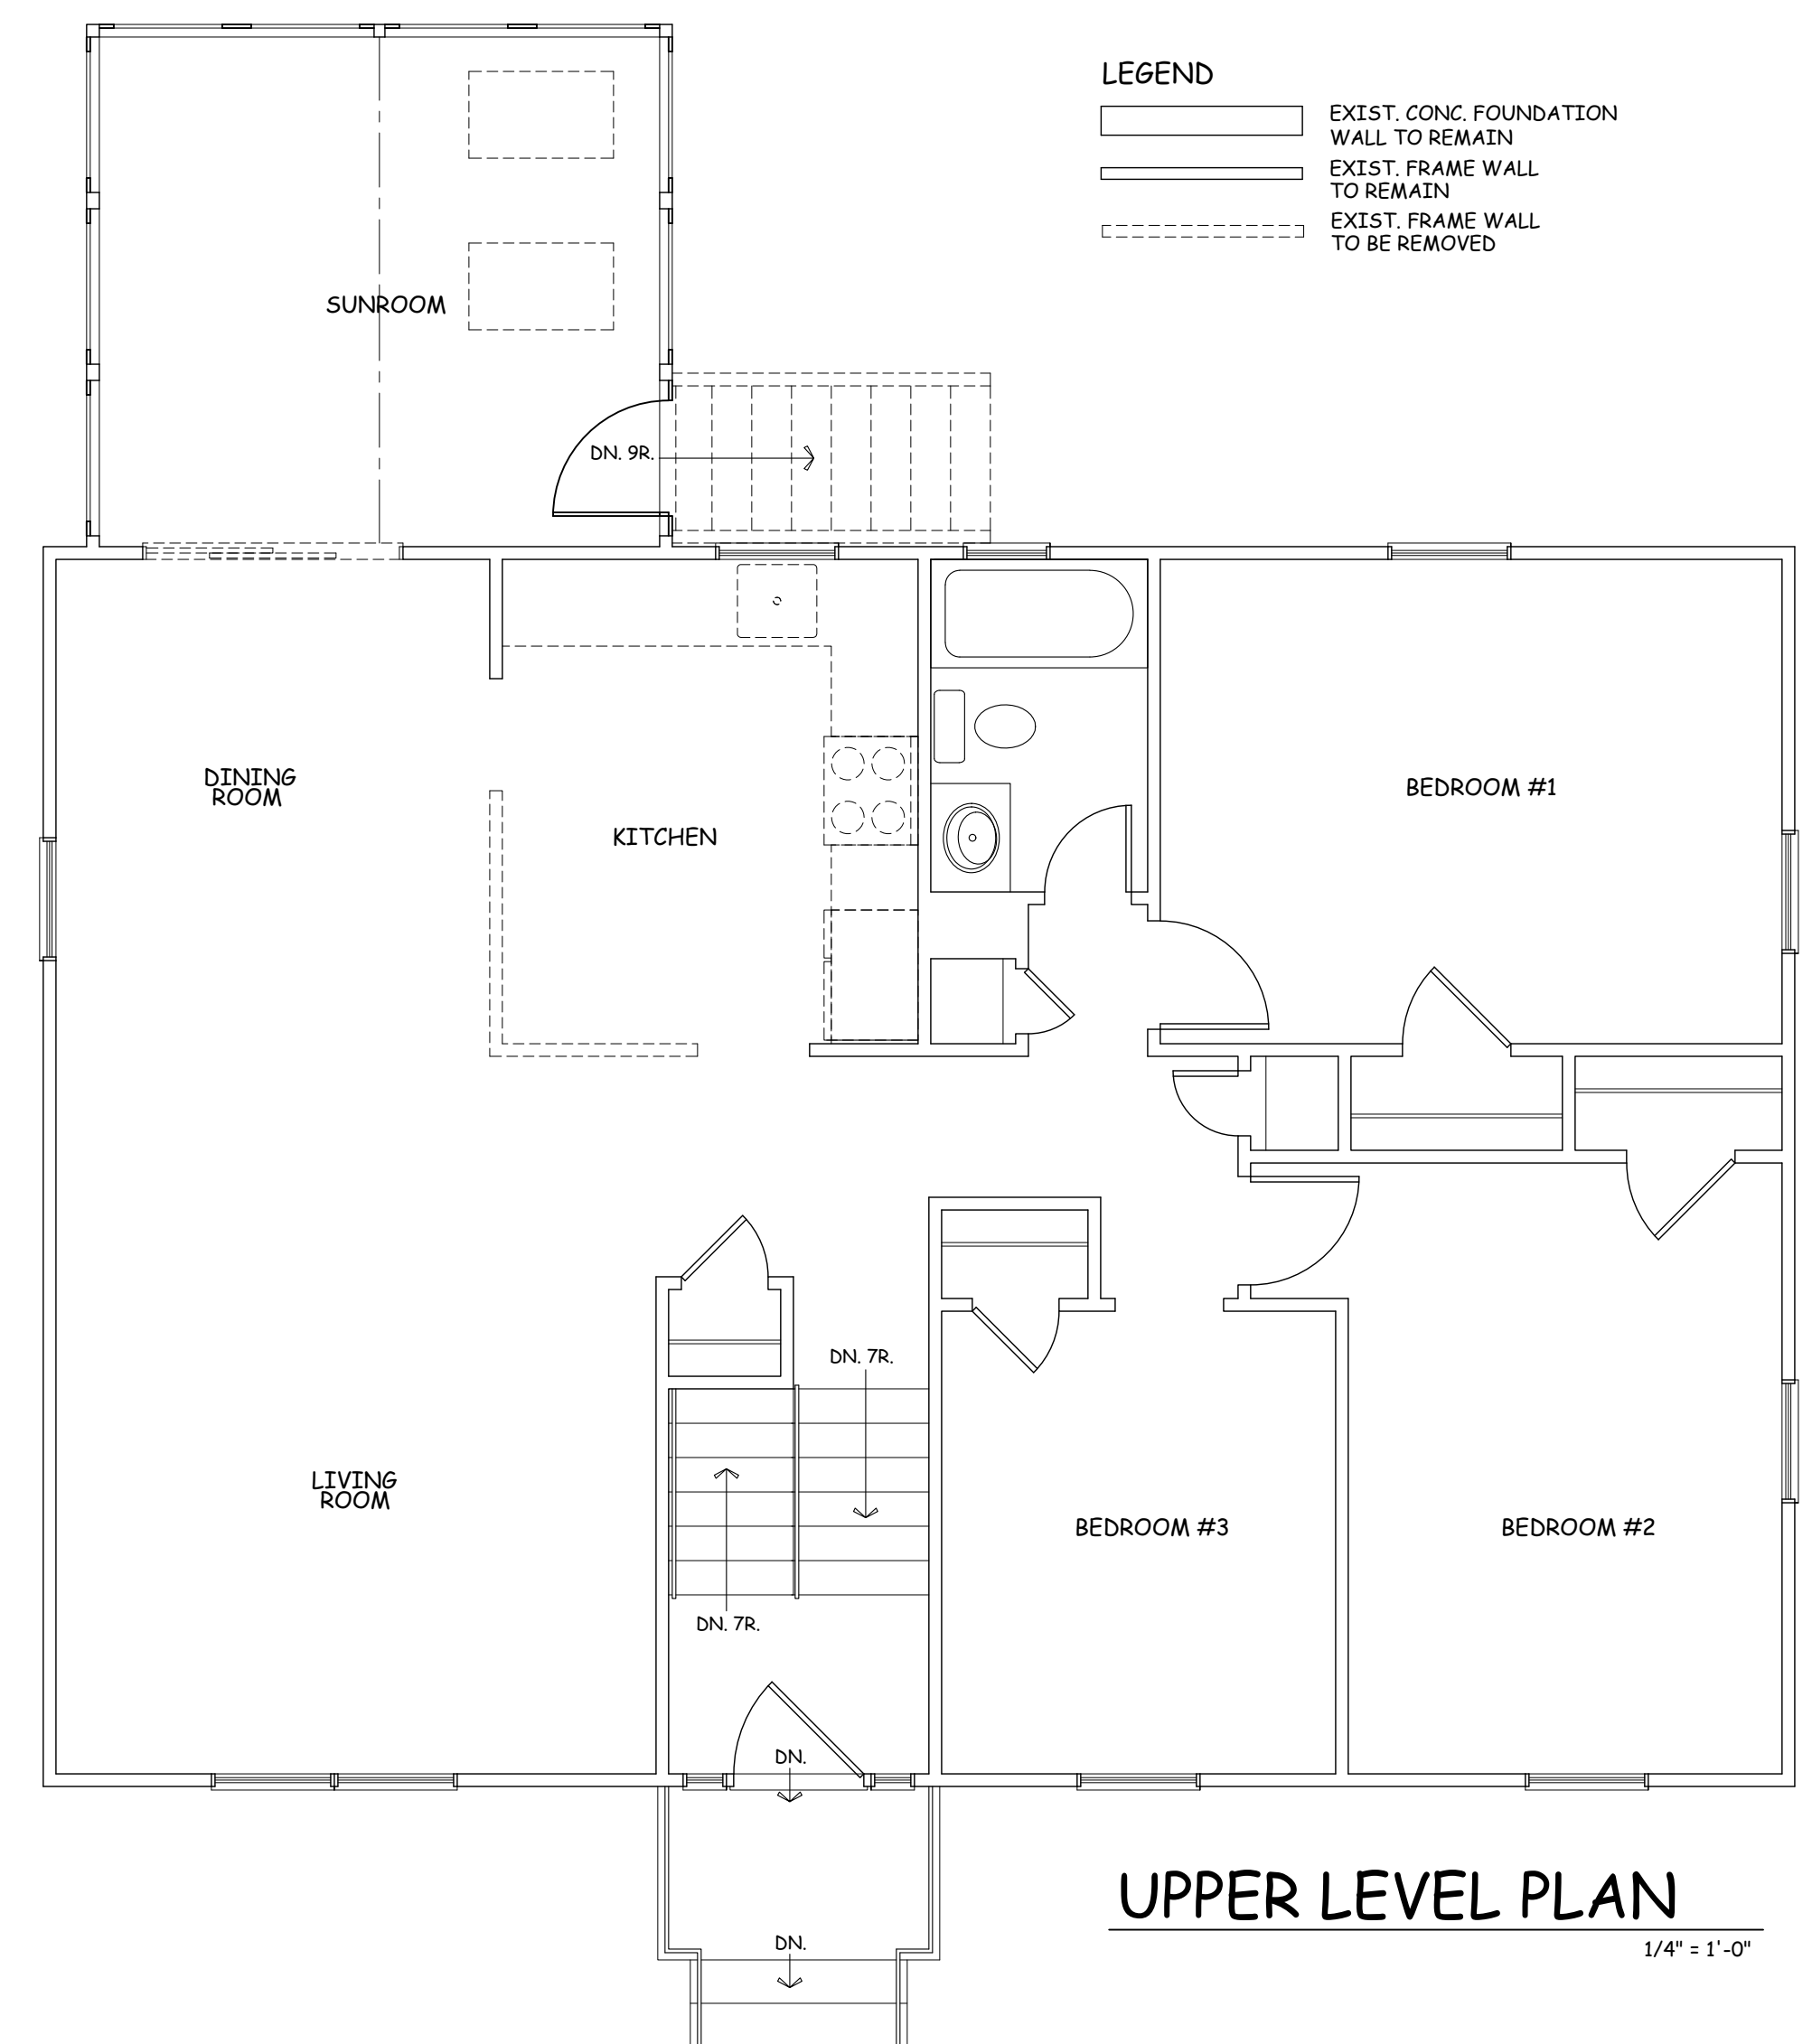 LEGEND
EXIST. CONC. FOUNDATION
WALL TO REMAIN
EXIST. FRAME WALL
TO REMAIN
EXIST. FRAME WALL
TO BE REMOVED
SUNROOM
DN. 9R.
DINING
ROOM
KITCHEN
BEDROOM #1
DN. 7R.
LIVING
ROOM
BEDROOM #3
BEDROOM #2
DN. 7R.
DN.
UPPER LEVEL PLAN
DN.
1/4" = 1'-0"